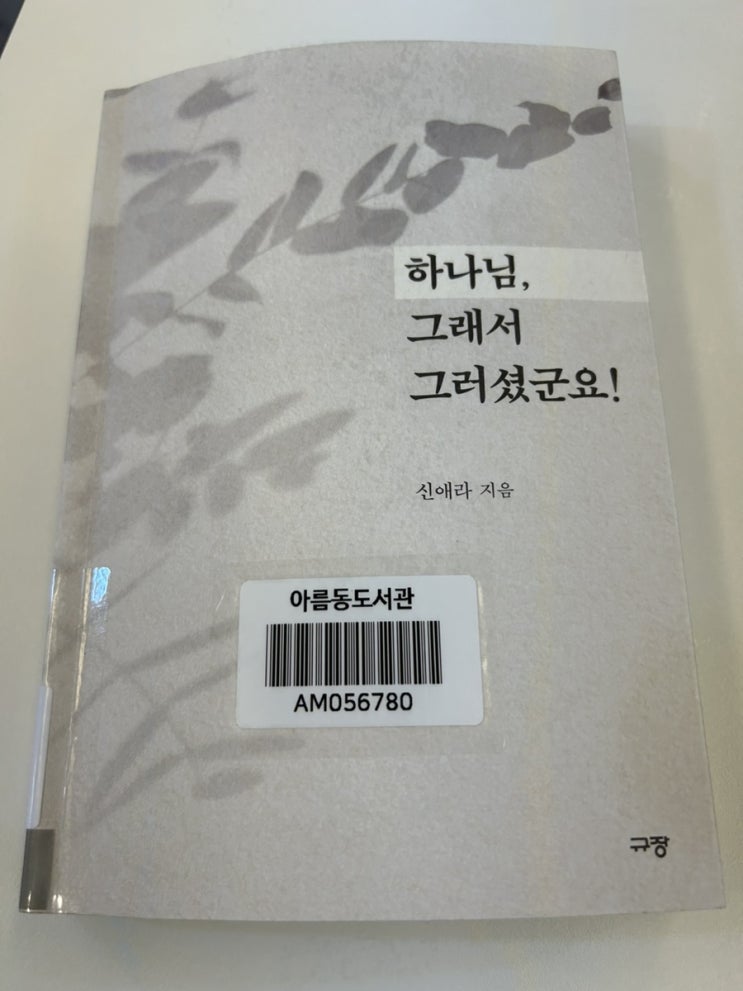 하나님,
그래서
그러셨군요!
신애라 지음
아름동도서관
AM056780
규장